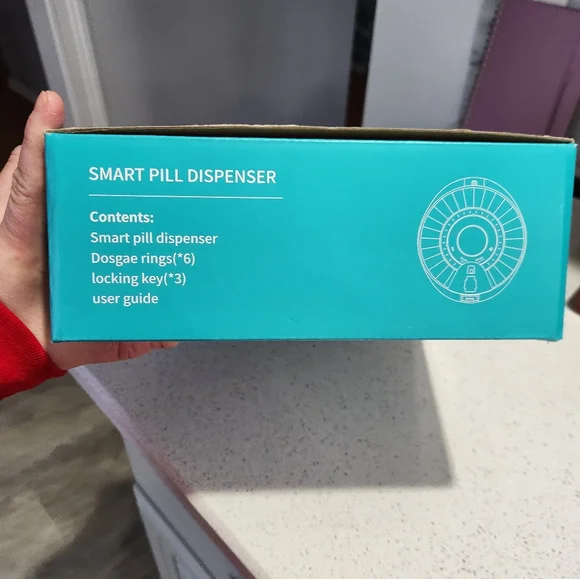 SMART PILL DISPENSER
Contents:
Smart pill dispenser
Dosgae rings(*6)
locking key(*3)
user guide